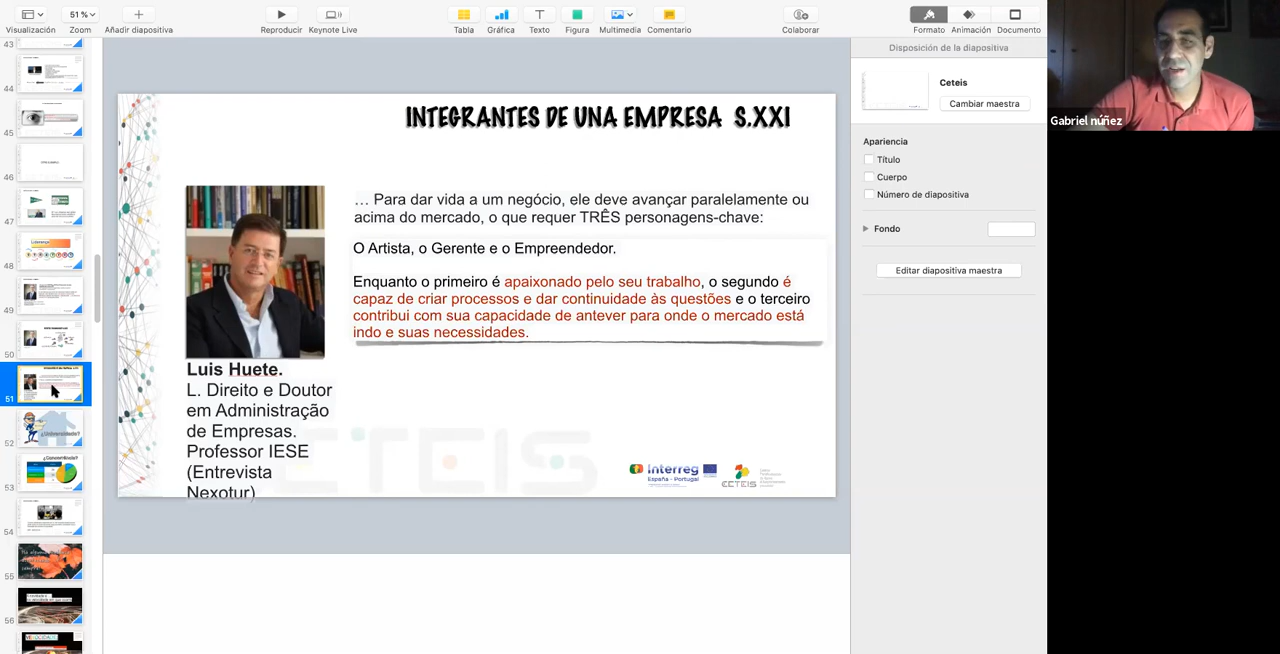 Visualización
51 %
Zoom
Añadir diapositiva
Reproducir
Keynote Live
Tabla
Gráfica
Texto
Figura
Multimedia
Comentario
Colaborar
Formato
Animación
Documento
43
44
45
46
47
48
49
50
51
52
53
54
55
56
Liderança
¿Universidade?
¿Concorrência?
INTEGRANTES DE UNA EMPRESA S.XXI
… Para dar vida a um negócio, ele deve avançar paralelamente ou
acima do mercado, o que requer TRÊS personagens-chave:
O Artista, o Gerente e o Empreendedor.
Enquanto o primeiro é apaixonado pelo seu trabalho, o segundo é
capaz de criar processos e dar continuidade às questões e o terceiro
contribui com sua capacidade de antever para onde o mercado está
indo e suas necessidades.
Luis Huete.
L. Direito e Doutor
em Administração
de Empresas.
Professor IESE
(Entrevista
Nexotur)
CTEIS
Interreg
España - Portugal
CCTEIS
Disposición de la diapositiva
Ceteis
Cambiar maestra
Apariencia
Título
Cuerpo
Número de diapositiva
Fondo
Editar diapositiva maestra
Gabriel núñez